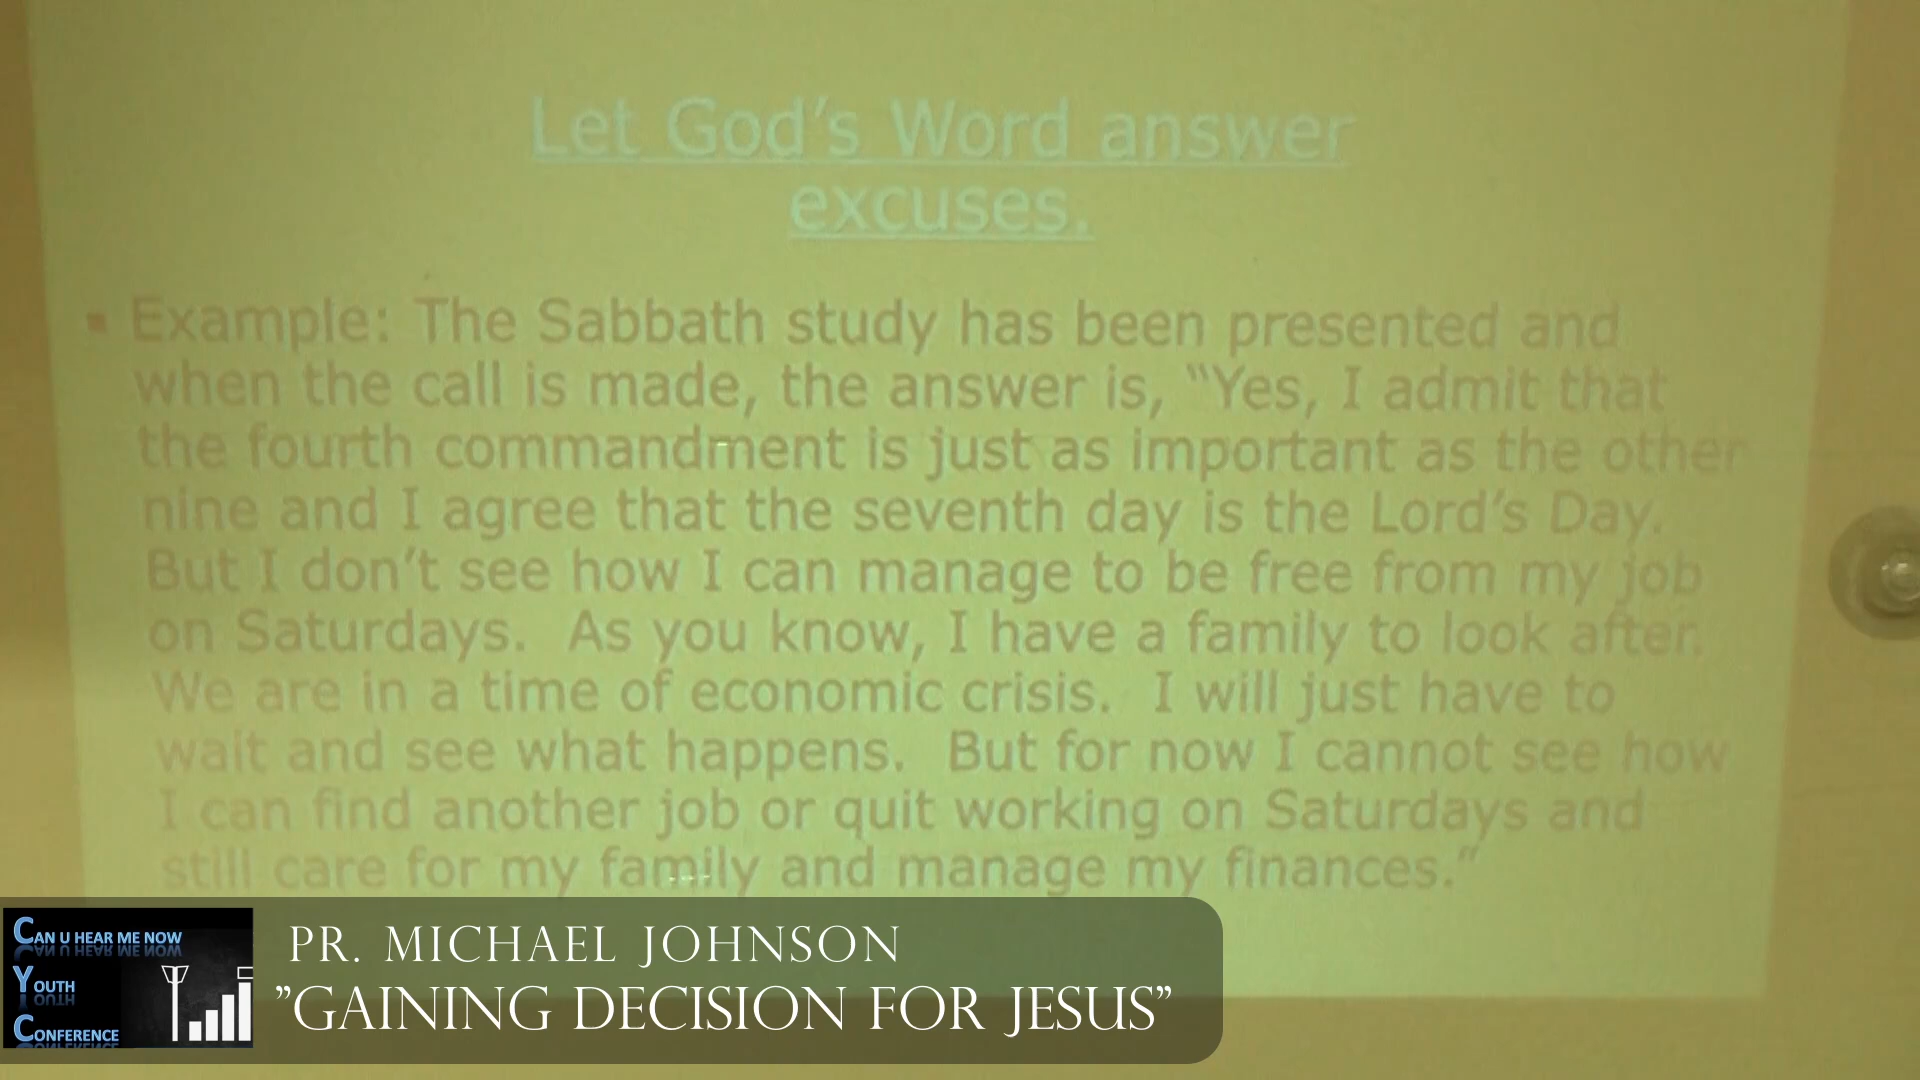 Let God's Word answer
excuses.
▪ Example: The Sabbath study has been presented and
when the call is made, the answer is, “Yes, I admit that
the fourth commandment is just as important as the other
nine and I agree that the seventh day is the Lord's Day.
But I don't see how I can manage to be free from my job
on Saturdays.  As you know, I have a family to look after.
We are in a time of economic crisis.  I will just have to
wait and see what happens.  But for now I cannot see how
I can find another job or quit working on Saturdays and
still care for my family and manage my finances.”
CAN U HEAR ME NOW
YOUTH
CONFERENCE
PR. MICHAEL JOHNSON
”GAINING DECISION FOR JESUS”